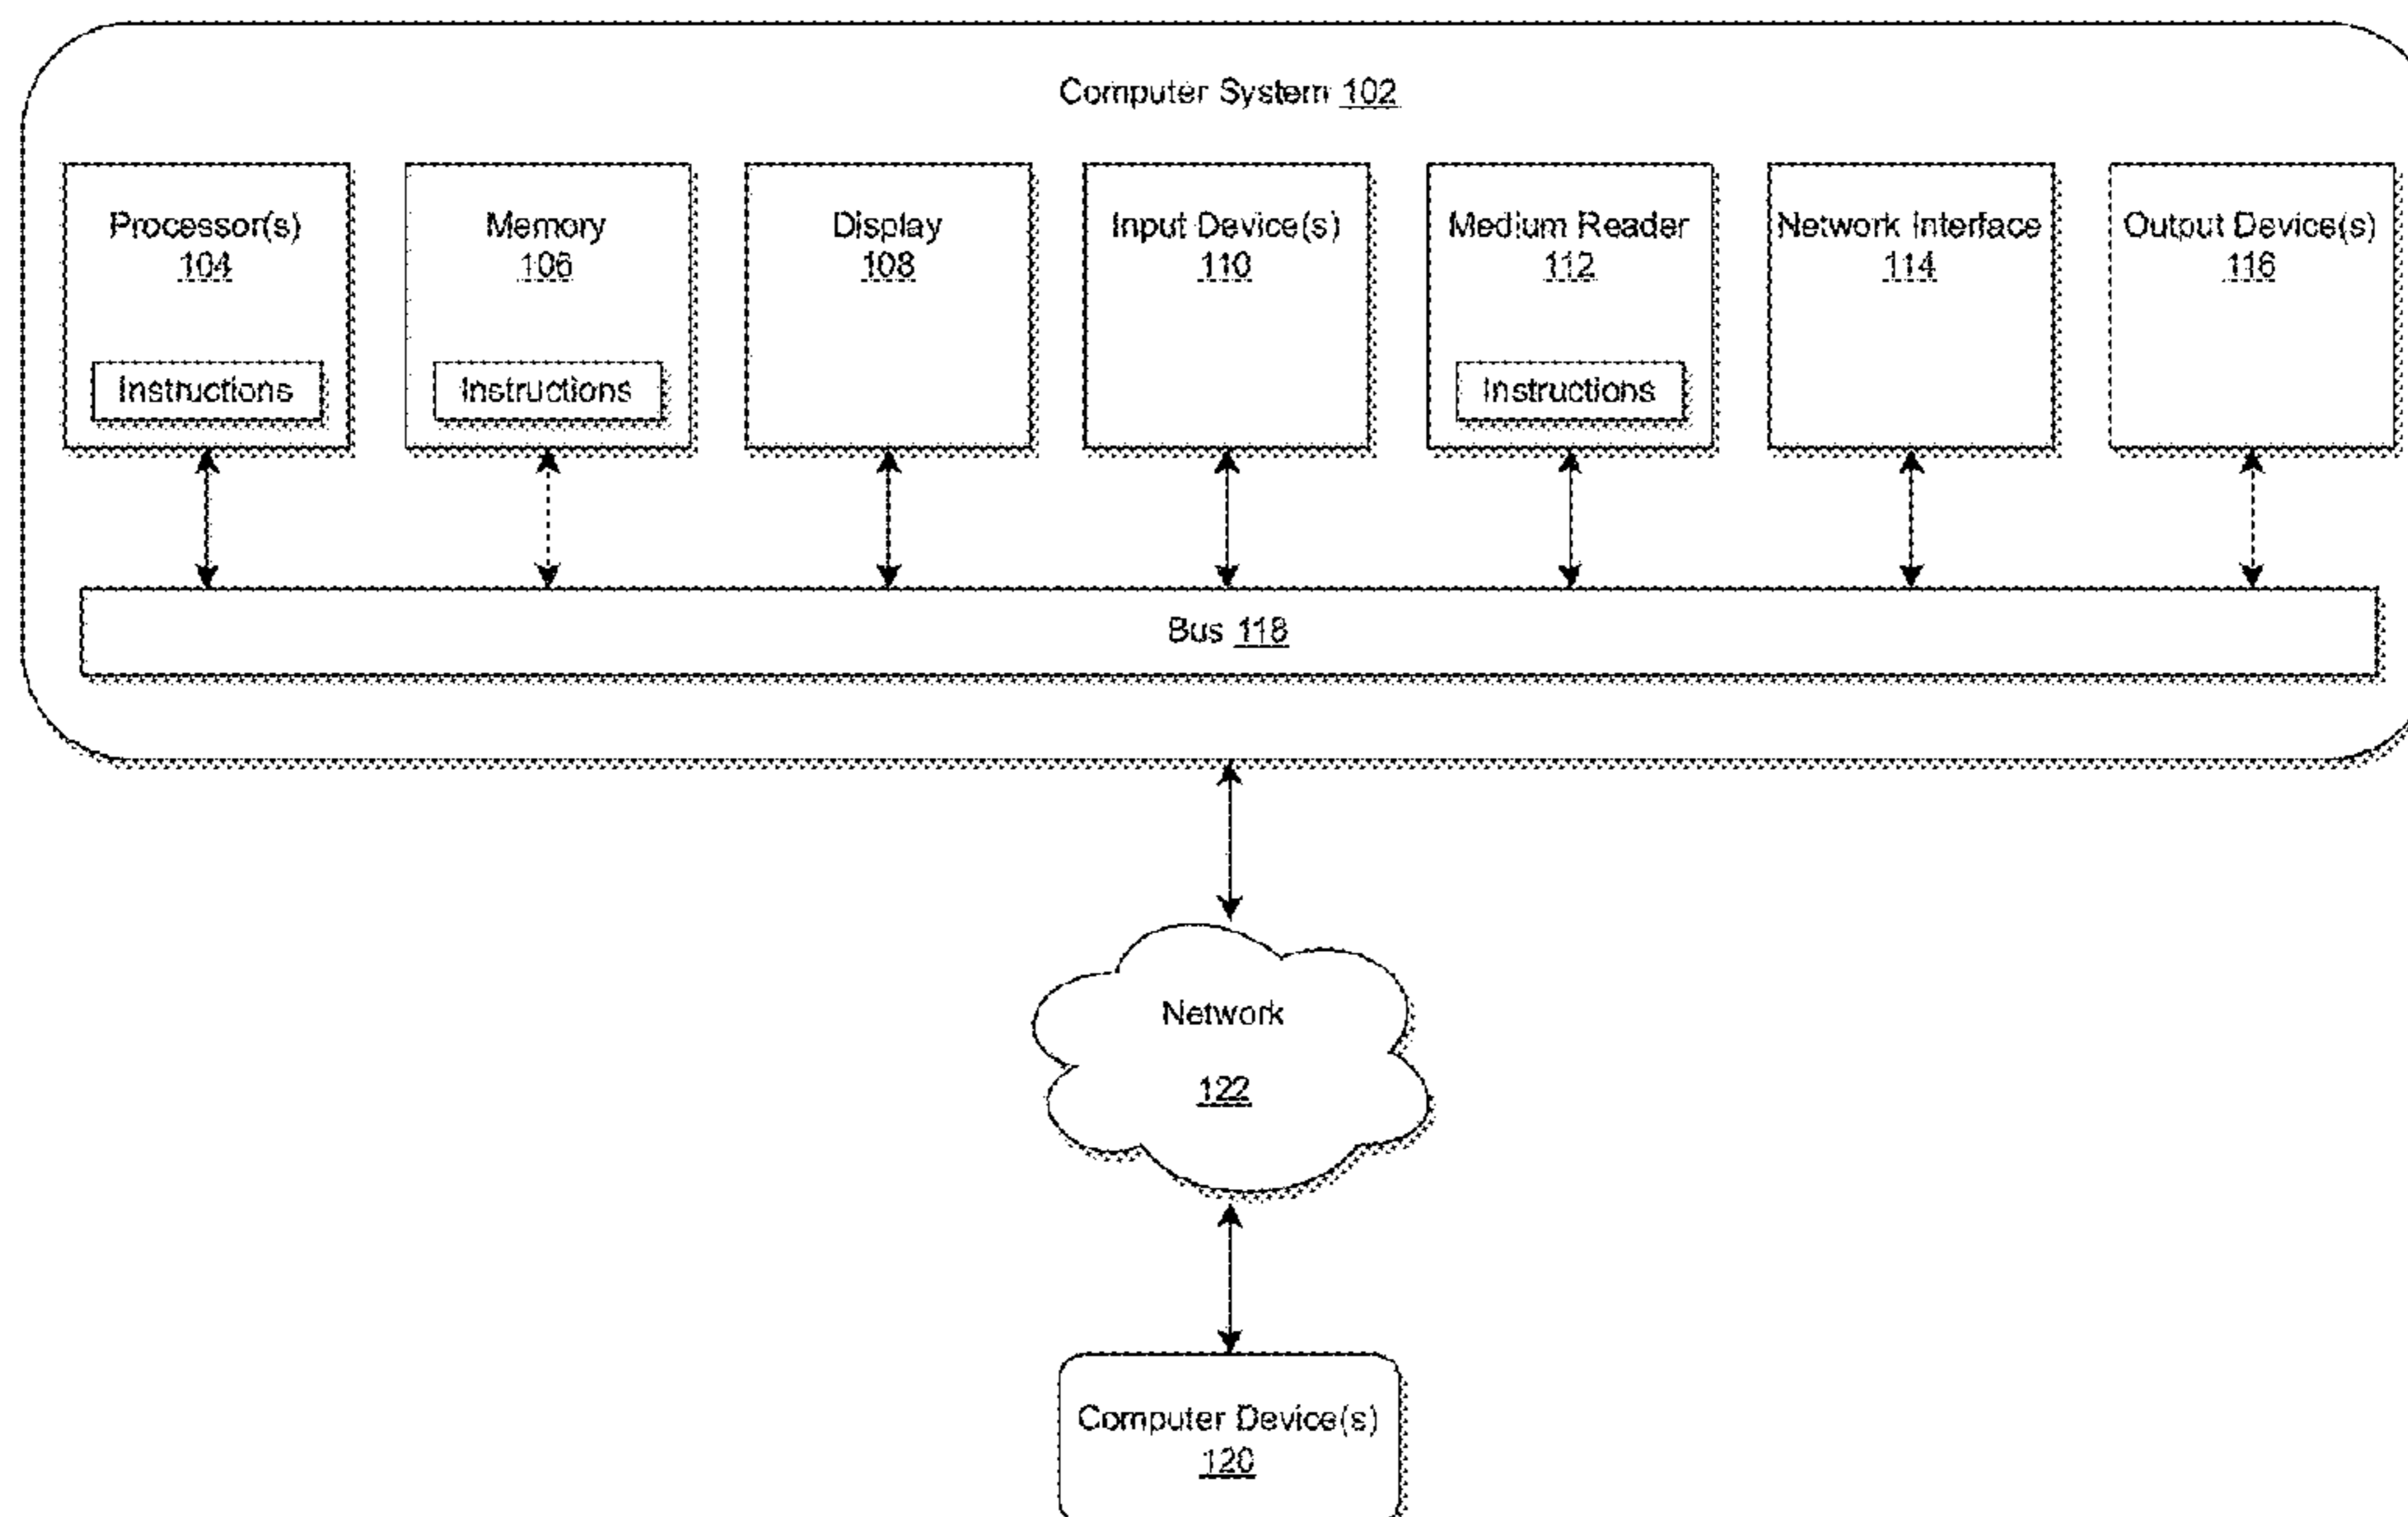 Computer System 102
Processor(s)
104
Instructions
Memory
106
Instructions
Display
108
Input Device(s)
110
Medium Reader
112
Instructions
Network Interface
114
Output Device(s)
116
Bus 118
Network
122
Computer Device(s)
120